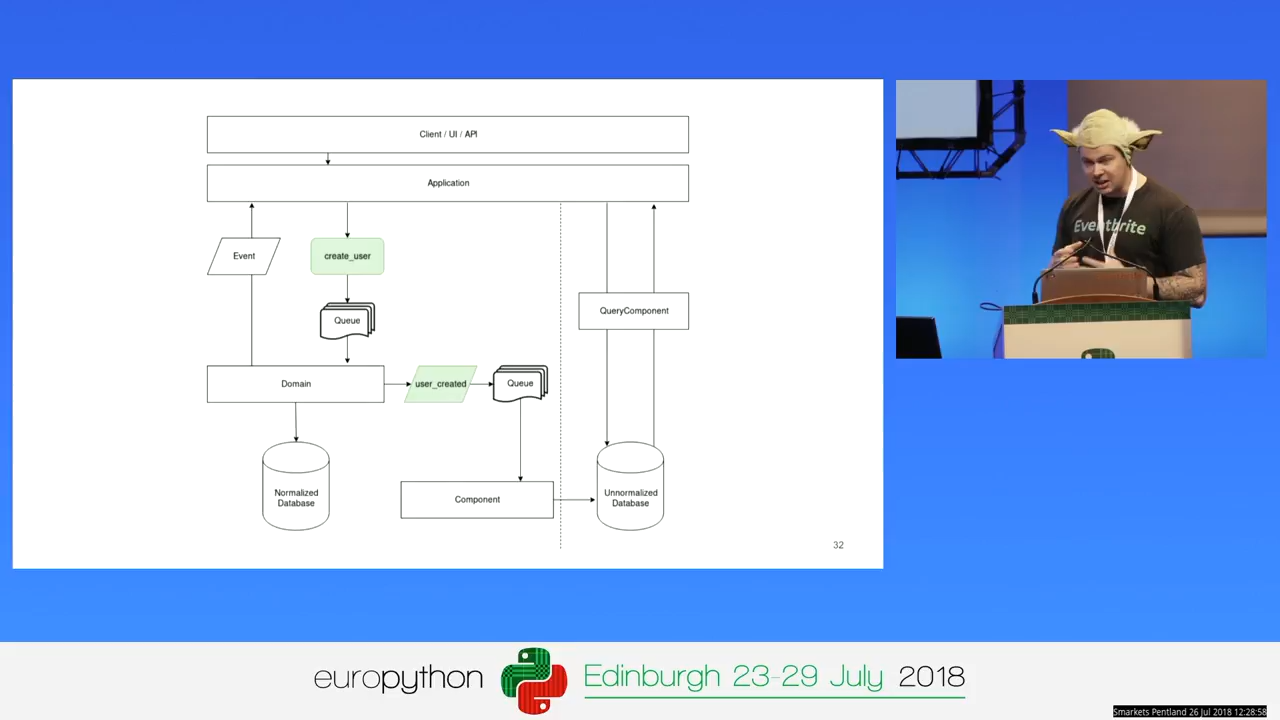 Client / UI / API
Application
Event
create_user
Queue
QueryComponent
Domain
user_created
Queue
Normalized
Database
Component
Unnormalized
Database
32
Eventbrite
europython
Edinburgh 23-29 July 2018
Smarkets Pentland 26 Jul 2018 12:28:58